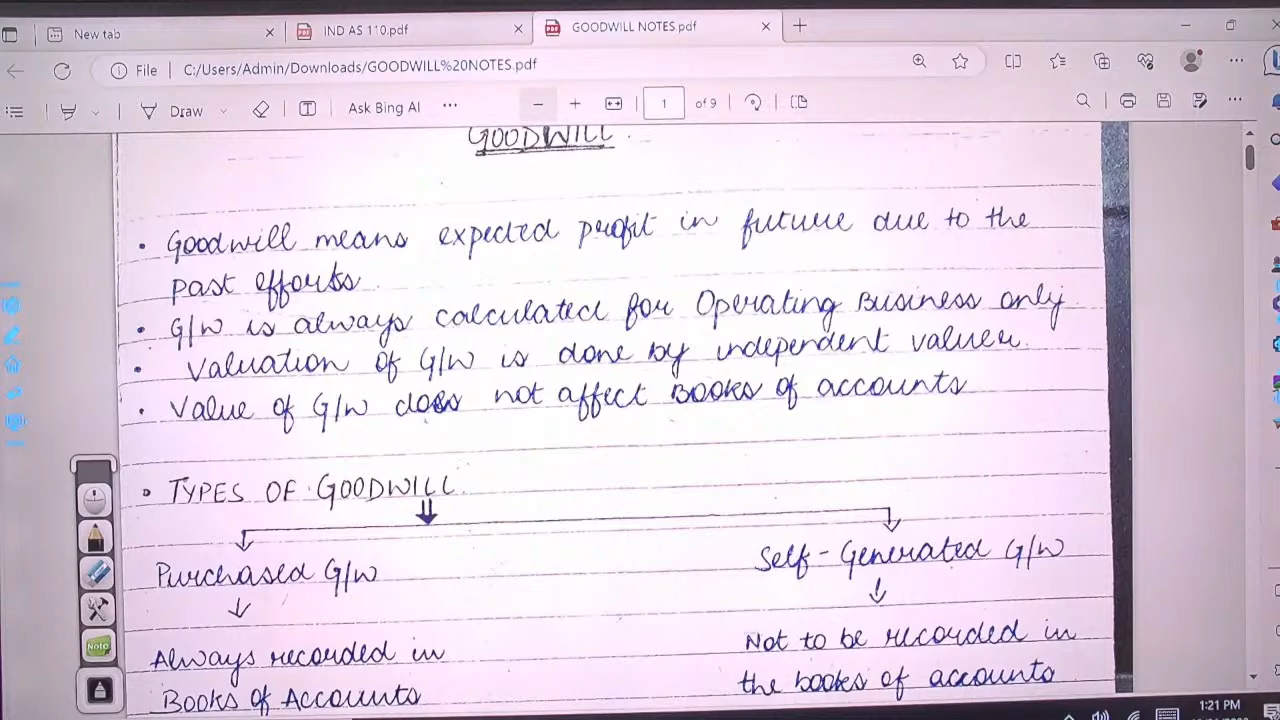 New tab
IND AS 110.pdf
GOODWILL NOTES.pdf
File C:/Users/Admin/Downloads/GOODWILL%20NOTES.pdf
Draw
Ask Bing AI
1 of 9
GOODWILL.
• Goodwill means expected profit in future due to the
past efforts.
• G/W is always calculated for Operating Business only
• Valuation of G/W is done by independent valuer.
• Value of G/W does not affect Books of accounts
• TYPES OF GOODWILL.
Purchased G/W
Self-Generated G/W
Always recorded in
Books of Accounts
Not to be recorded in
the books of accounts
Note
1:21 PM